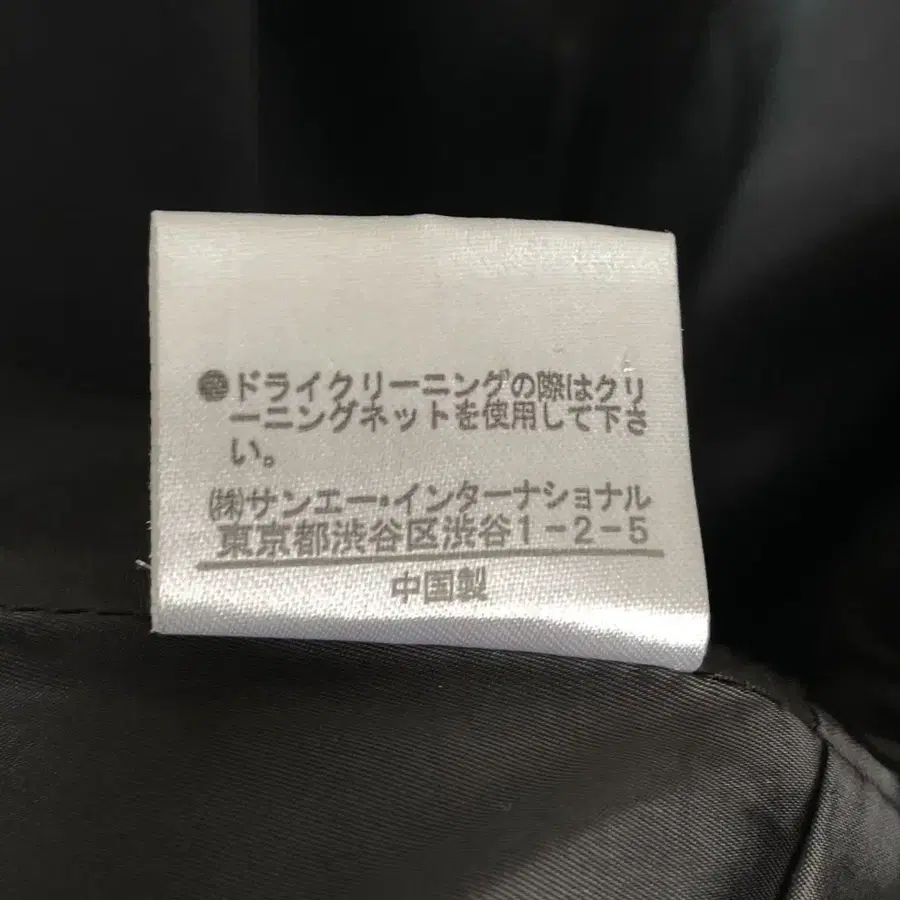 ●ドライクリーニングの際はクリ
ーニングネットを使用して下さ
い。
㈱サンエー・インターナショナル
東京都渋谷区渋谷1-2-5
中国製